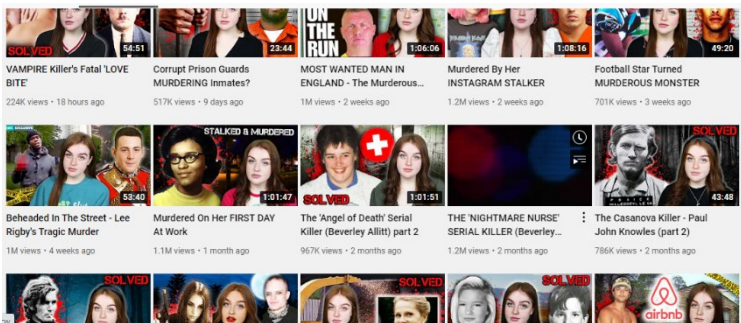 SOLVED
54:51
23:44
UN
THE
RUN
1:06:06
1:08:16
49:20
VAMPIRE Killer's Fatal 'LOVE
BITE'
224K views • 18 hours ago
Corrupt Prison Guards
MURDERING Inmates?
517K views • 9 days ago
MOST WANTED MAN IN
ENGLAND - The Murderous...
1M views • 2 weeks ago
Murdered By Her
INSTAGRAM STALKER
1.2M views • 2 weeks ago
Football Star Turned
MURDEROUS MONSTER
701K views • 3 weeks ago
53:40
STALKED & MURDERED
1:01:47
SOLVED
1:01:51
SOLVED
43:48
Beheaded In The Street - Lee
Rigby's Tragic Murder
1M views • 4 weeks ago
Murdered On Her FIRST DAY
At Work
1.1M views • 1 month ago
The 'Angel of Death' Serial
Killer (Beverley Allitt) part 2
967K views • 2 months ago
THE 'NIGHTMARE NURSE'
SERIAL KILLER (Beverley...
1.2M views • 2 months ago
The Casanova Killer - Paul
John Knowles (part 2)
786K views • 2 months ago
SOLVED
SOLVED
SOLVED
airbnb